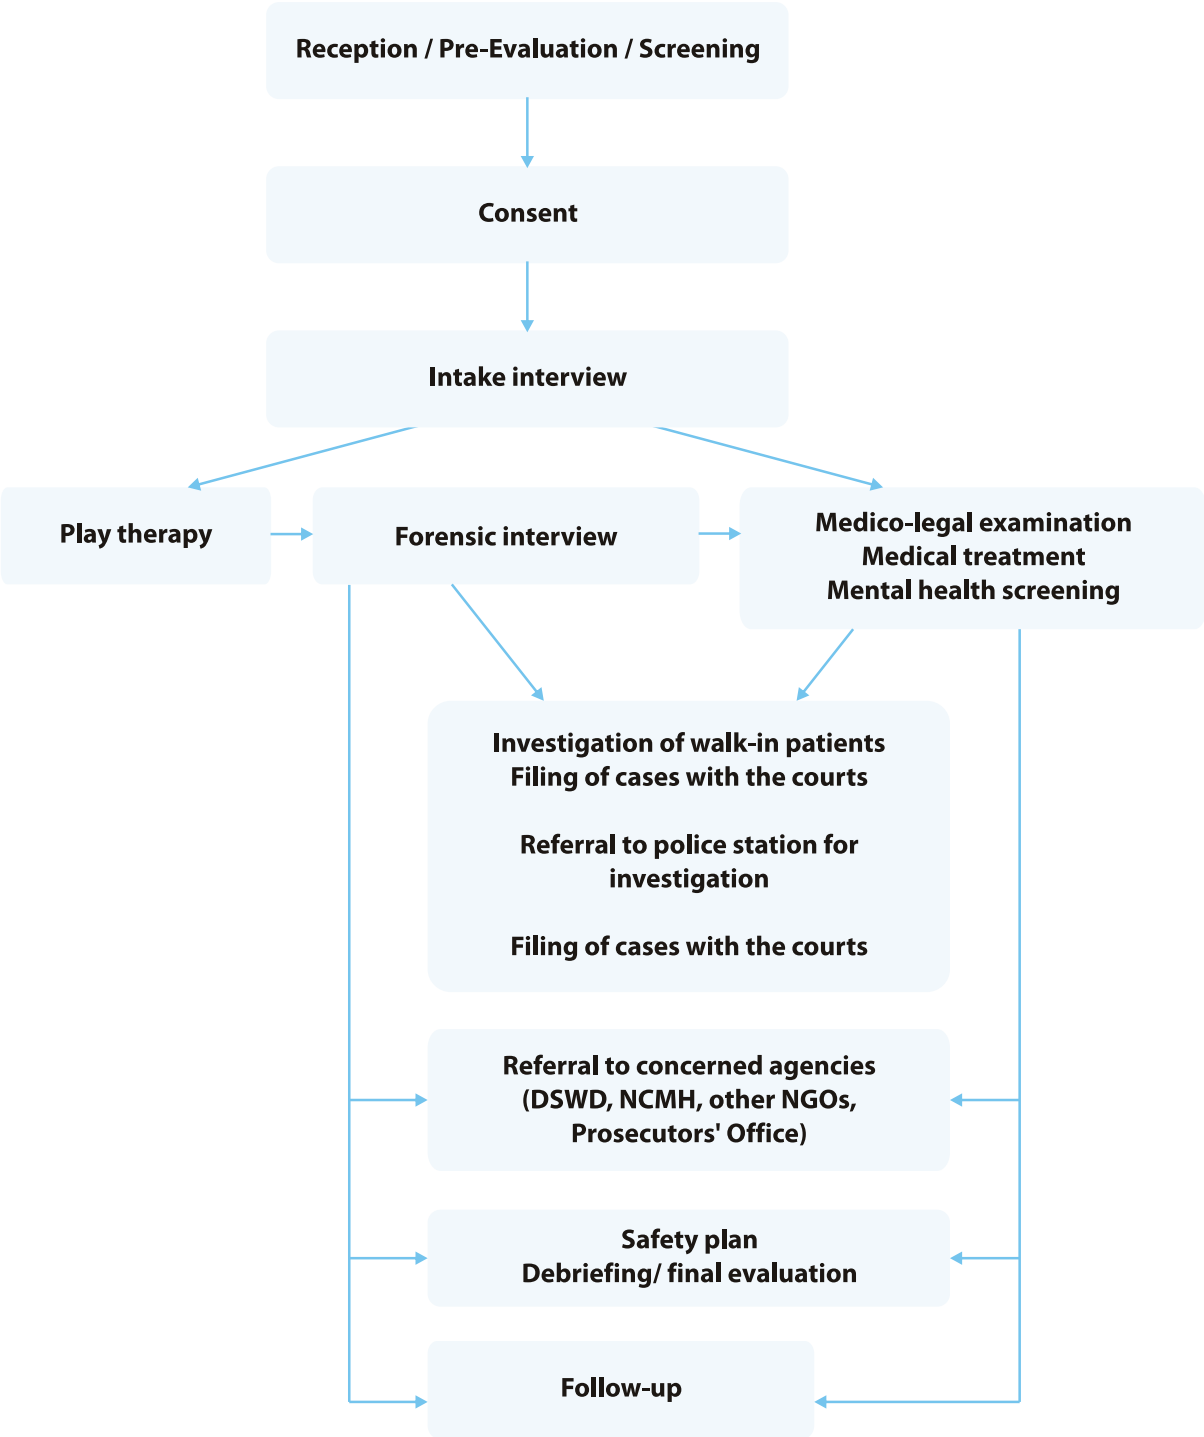 Reception / Pre-Evaluation / Screening
Consent
Intake interview
Play therapy
Forensic interview
Medico-legal examination
Medical treatment
Mental health screening
Investigation of walk-in patients
Filing of cases with the courts
Referral to police station for
investigation
Filing of cases with the courts
Referral to concerned agencies
(DSWD, NCMH, other NGOs,
Prosecutors' Office)
Safety plan
Debriefing/ final evaluation
Follow-up